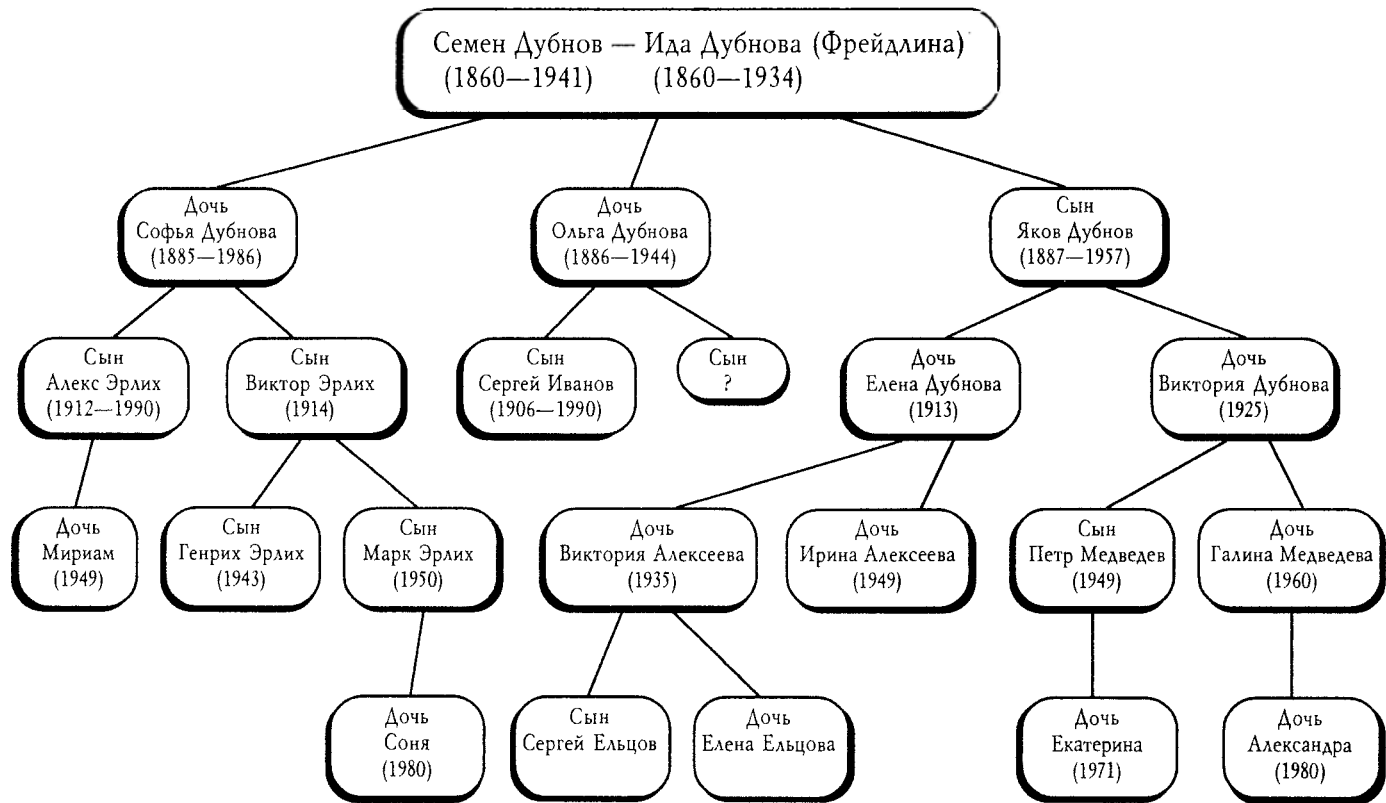 Семен Дубнов — Ида Дубнова (Фрейдлина)
(1860—1941) (1860—1934)
Дочь
Софья Дубнова
(1885—1986)
Дочь
Ольга Дубнова
(1886—1944)
Сын
Яков Дубнов
(1887—1957)
Сын
Алекс Эрлих
(1912—1990)
Сын
Виктор Эрлих
(1914)
Сын
Сергей Иванов
(1906—1990)
Сын
?
Дочь
Елена Дубнова
(1913)
Дочь
Виктория Дубнова
(1925)
Дочь
Мириам
(1949)
Сын
Генрих Эрлих
(1943)
Сын
Марк Эрлих
(1950)
Дочь
Виктория Алексеева
(1935)
Дочь
Ирина Алексеева
(1949)
Сын
Петр Медведев
(1949)
Дочь
Галина Медведева
(1960)
Дочь
Соня
(1980)
Сын
Сергей Ельцов
Дочь
Елена Ельцова
Дочь
Екатерина
(1971)
Дочь
Александра
(1980)